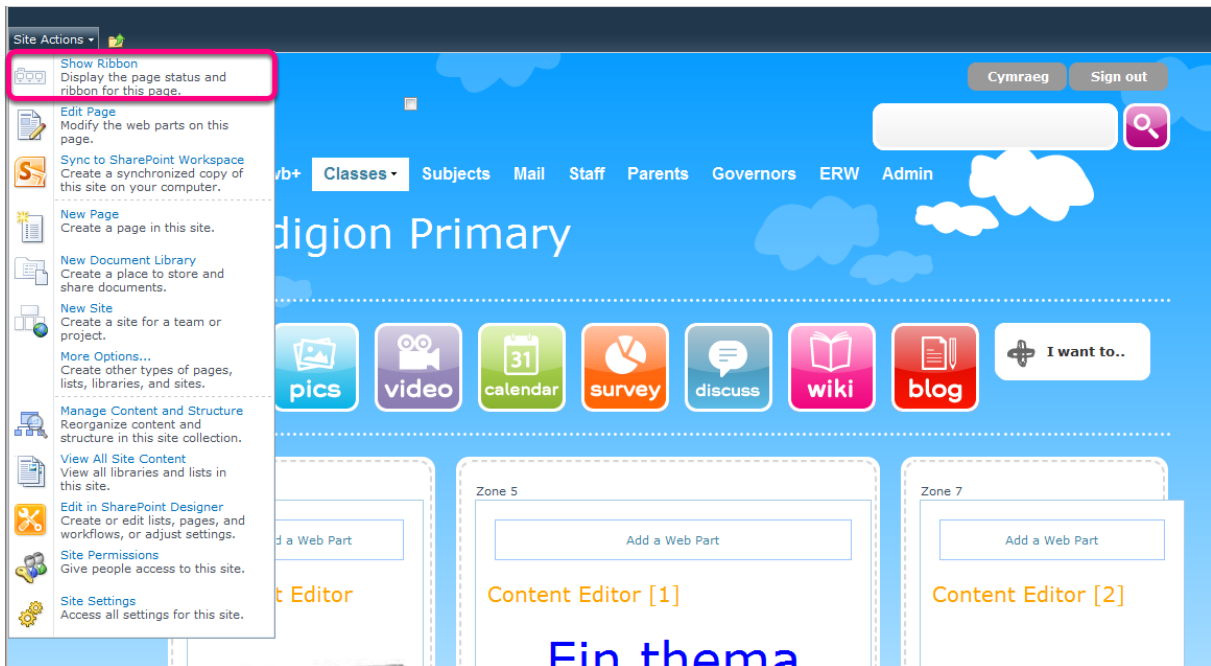 Site Actions
Show Ribbon
Display the page status and
ribbon for this page.
Edit Page
Modify the web parts on this
page.
Sync to SharePoint Workspace
Create a synchronized copy of
this site on your computer.
New Page
Create a page in this site.
New Document Library
Create a place to store and
share documents.
New Site
Create a site for a team or
project.
More Options...
Create other types of pages,
lists, libraries, and sites.
Manage Content and Structure
Reorganize content and
structure in this site collection.
View All Site Content
View all libraries and lists in
this site.
Edit in SharePoint Designer
Create or edit lists, pages, and
workflows, or adjust settings.
Site Permissions
Give people access to this site.
Site Settings
Access all settings for this site.
Cymraeg Sign out
Classes Subjects Mail Staff Parents Governors ERW Admin
digion Primary
pics video 31 calendar survey discuss wiki blog I want to..
Zone 5 Zone 7
d a Web Part Add a Web Part Add a Web Part
t Editor Content Editor [1] Content Editor [2]
Ein thema